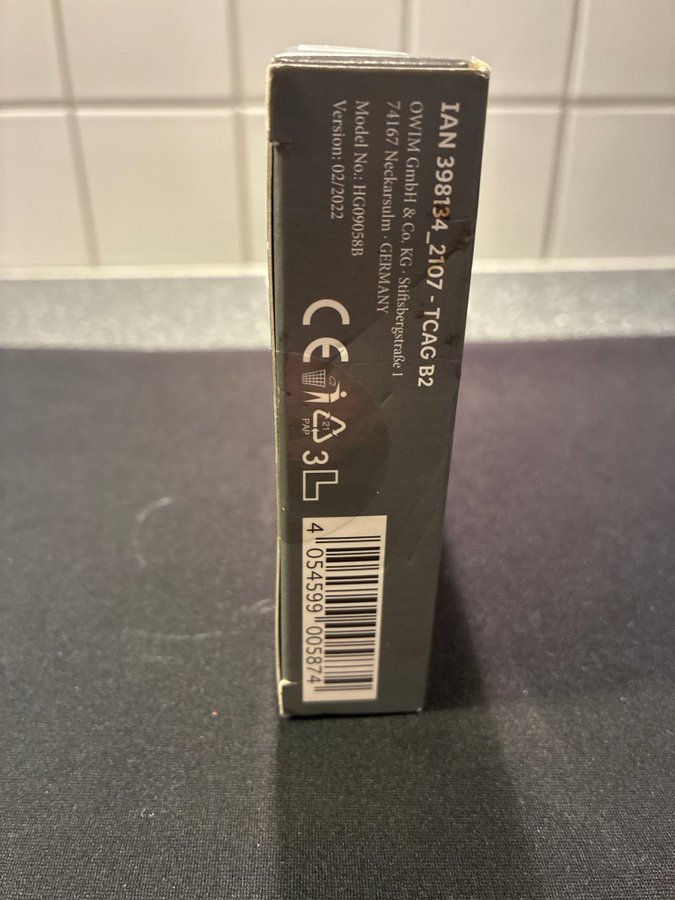 IAN 398134_2107 - TCAG B2
OWIM GmbH & Co. KG · Stiftsbergstraße 1
74167 Neckarsulm · GERMANY
Model No.: HG09058B
Version: 02/2022
CE
21
PAP
3
4 054599 005874